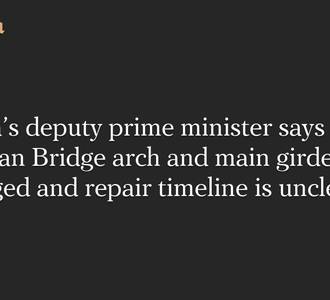 's deputy prime minister says
an Bridge arch and main girde
ged and repair timeline is uncle